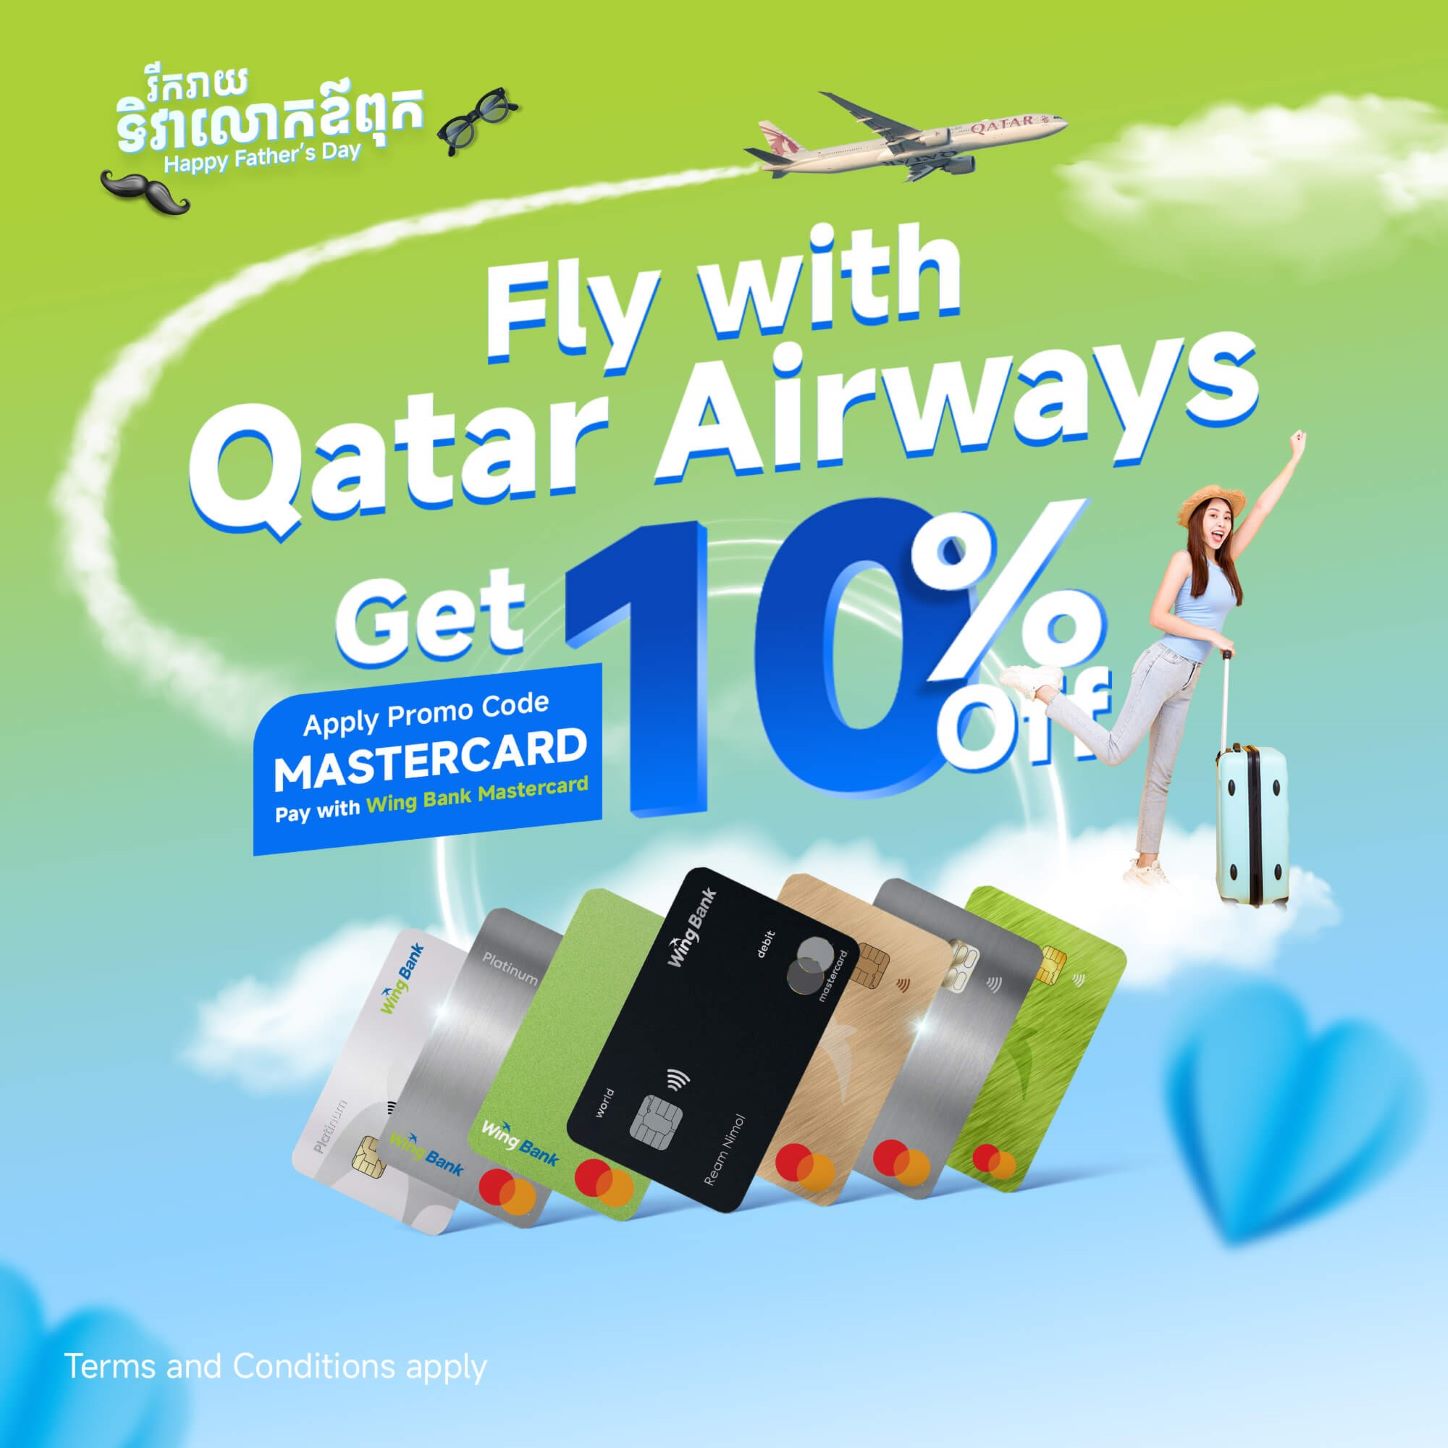 រីករាយ
ទិវាលោកឪពុក
Happy Father's Day
QATAR
Fly with
Qatar Airways
Get 10%
Off
Apply Promo Code
MASTERCARD
Pay with Wing Bank Mastercard
Wing Bank
Platinum
Platinum
Wing Bank
Wing Bank
Wing Bank
debit
mastercard
world
Ream Nimol
Terms and Conditions apply